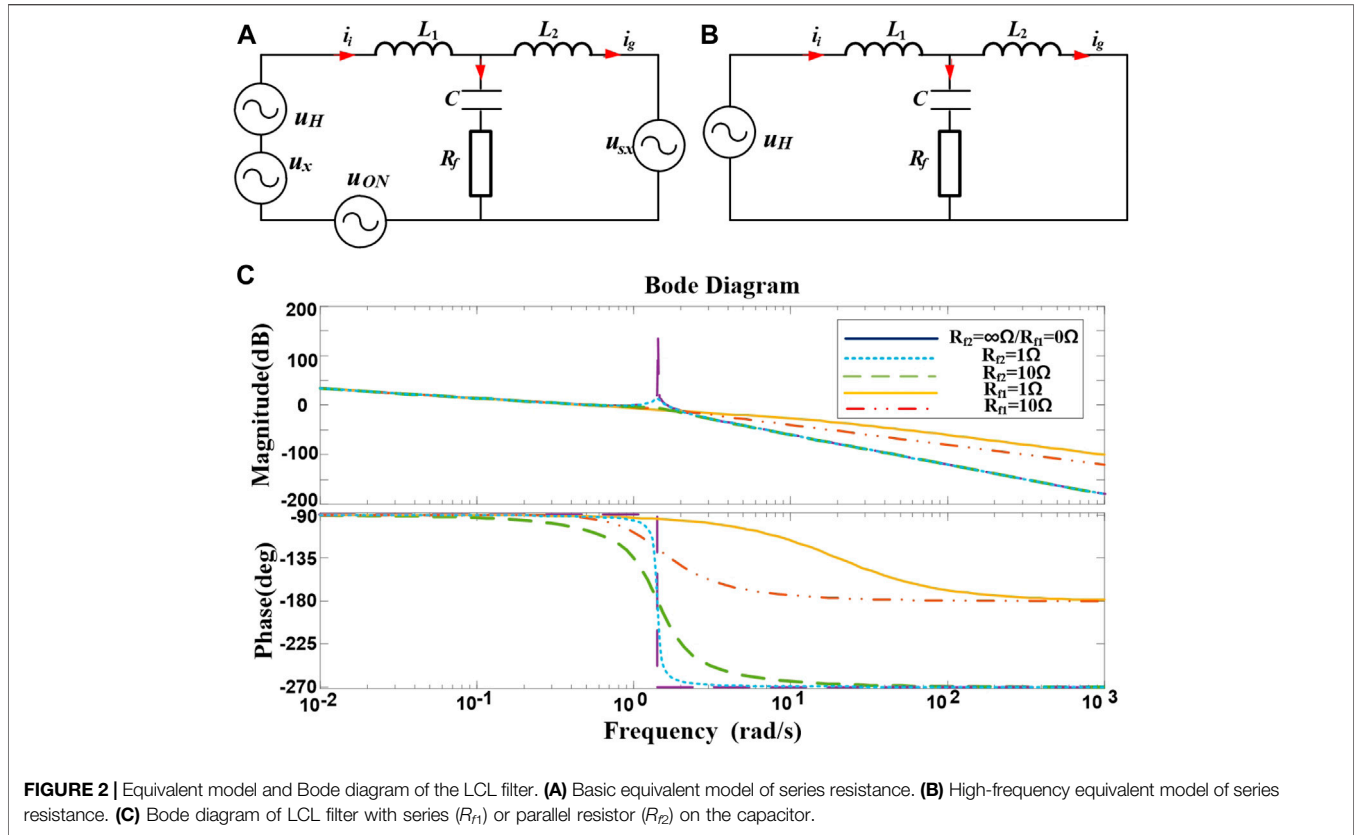 A
i_i
L_1
L_2
i_g
B
i_i
L_1
L_2
i_g
u_H
u_x
u_ON
C
R_f
u_sx
u_H
C
R_f
C
Bode Diagram
Magnitude(dB)
200
100
0
-100
-200
R_f2=∞Ω/R_f1=0Ω
R_f2=1Ω
R_f2=10Ω
R_f1=1Ω
R_f1=10Ω
Phase(deg)
-90
-135
-180
-225
-270
10^-2
10^-1
10^0
10^1
10^2
10^3
Frequency (rad/s)
FIGURE 2 | Equivalent model and Bode diagram of the LCL filter. (A) Basic equivalent model of series resistance. (B) High-frequency equivalent model of series
resistance. (C) Bode diagram of LCL filter with series (R_f1) or parallel resistor (R_f2) on the capacitor.